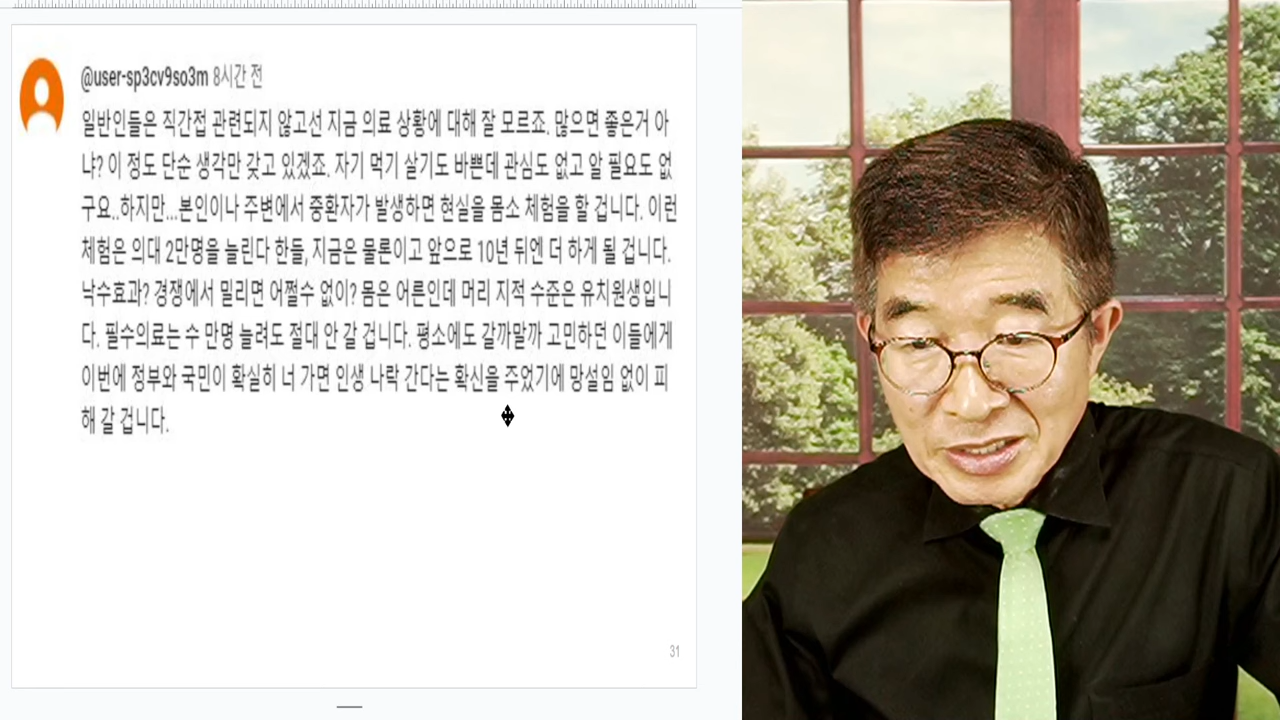 @user-sp3cv9so3m 8시간 전
일반인들은 직간접 관련되지 않고선 지금 의료 상황에 대해 잘 모르죠. 많으면 좋은거 아
냐? 이 정도 단순 생각만 갖고 있겠죠. 자기 먹기 살기도 바쁜데 관심도 없고 알 필요도 없
구요..하지만...본인이나 주변에서 중환자가 발생하면 현실을 몸소 체험을 할 겁니다. 이런
체험은 의대 2만명을 늘린다 한들, 지금은 물론이고 앞으로 10년 뒤엔 더 하게 될 겁니다.
낙수효과? 경쟁에서 밀리면 어쩔수 없이? 몸은 어른인데 머리 지적 수준은 유치원생입니
다. 필수의료는 수 만명 늘려도 절대 안 갈 겁니다. 평소에도 갈까말까 고민하던 이들에게
이번에 정부와 국민이 확실히 너 가면 인생 나락 간다는 확신을 주었기에 망설임 없이 피
해 갈 겁니다.
31